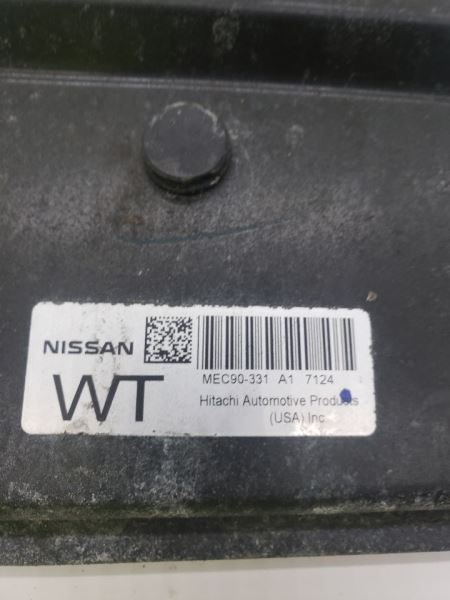 NISSAN
WT
MEC90-331 A1 7124
Hitachi Automotive Products
(USA) Inc